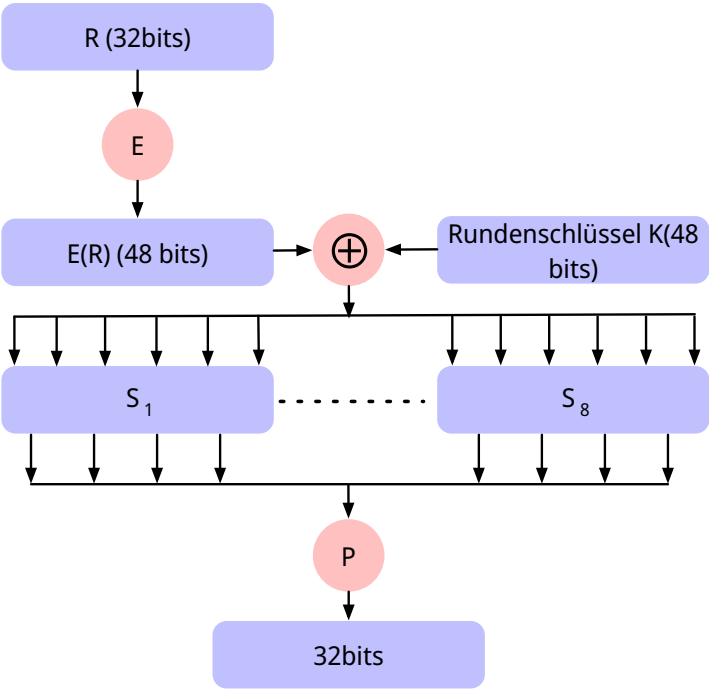 R (32bits)
E
E(R) (48 bits)
⊕
Rundenschlüssel K(48
bits)
S 1
S 8
P
32bits